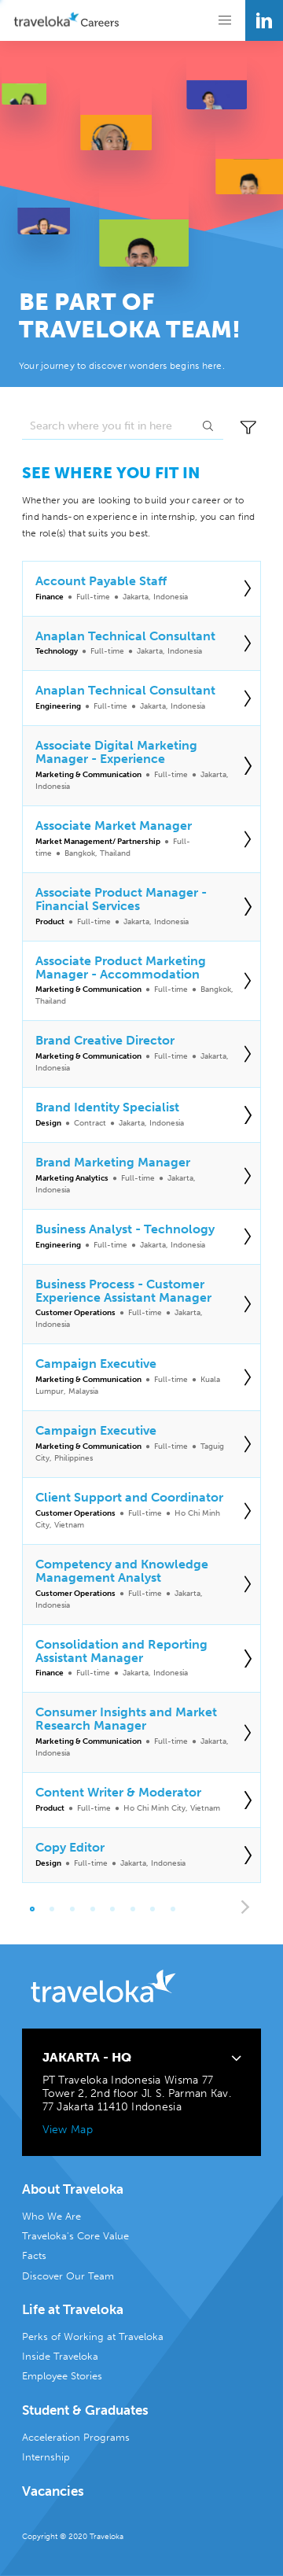 traveloka Careers
in
BE PART OF
TRAVELOKA TEAM!
Your journey to discover wonders begins here.
Search where you fit in here
SEE WHERE YOU FIT IN
Whether you are looking to build your career or to
find hands-on experience in internship, you can find
the role(s) that suits you best.
Account Payable Staff
Finance • Full-time • Jakarta, Indonesia
Anaplan Technical Consultant
Technology • Full-time • Jakarta, Indonesia
Anaplan Technical Consultant
Engineering • Full-time • Jakarta, Indonesia
Associate Digital Marketing
Manager - Experience
Marketing & Communication • Full-time • Jakarta,
Indonesia
Associate Market Manager
Market Management/ Partnership • Full-
time • Bangkok, Thailand
Associate Product Manager -
Financial Services
Product • Full-time • Jakarta, Indonesia
Associate Product Marketing
Manager - Accommodation
Marketing & Communication • Full-time • Bangkok,
Thailand
Brand Creative Director
Marketing & Communication • Full-time • Jakarta,
Indonesia
Brand Identity Specialist
Design • Contract • Jakarta, Indonesia
Brand Marketing Manager
Marketing Analytics • Full-time • Jakarta,
Indonesia
Business Analyst - Technology
Engineering • Full-time • Jakarta, Indonesia
Business Process - Customer
Experience Assistant Manager
Customer Operations • Full-time • Jakarta,
Indonesia
Campaign Executive
Marketing & Communication • Full-time • Kuala
Lumpur, Malaysia
Campaign Executive
Marketing & Communication • Full-time • Taguig
City, Philippines
Client Support and Coordinator
Customer Operations • Full-time • Ho Chi Minh
City, Vietnam
Competency and Knowledge
Management Analyst
Customer Operations • Full-time • Jakarta,
Indonesia
Consolidation and Reporting
Assistant Manager
Finance • Full-time • Jakarta, Indonesia
Consumer Insights and Market
Research Manager
Marketing & Communication • Full-time • Jakarta,
Indonesia
Content Writer & Moderator
Product • Full-time • Ho Chi Minh City, Vietnam
Copy Editor
Design • Full-time • Jakarta, Indonesia
traveloka
JAKARTA - HQ
PT Traveloka Indonesia Wisma 77
Tower 2, 2nd floor Jl. S. Parman Kav.
77 Jakarta 11410 Indonesia
View Map
About Traveloka
Who We Are
Traveloka's Core Value
Facts
Discover Our Team
Life at Traveloka
Perks of Working at Traveloka
Inside Traveloka
Employee Stories
Student & Graduates
Acceleration Programs
Internship
Vacancies
Copyright © 2020 Traveloka